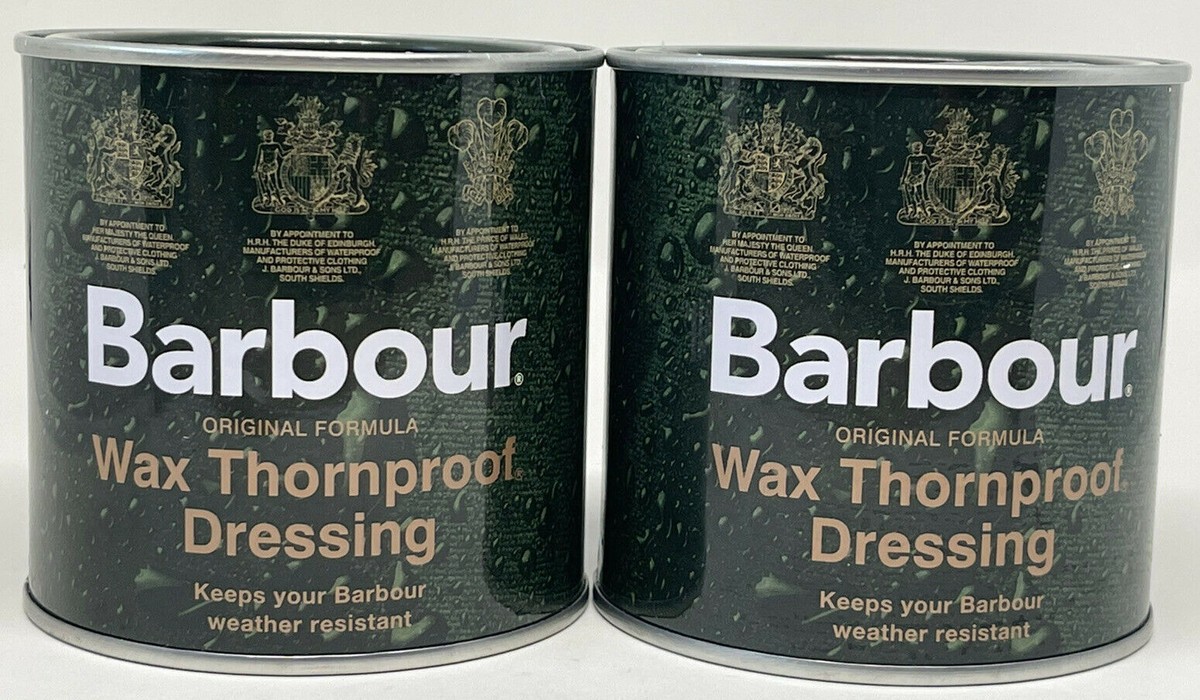 BY APPOINTMENT TO
HER MAJESTY THE QUEEN.
MANUFACTURERS OF WATERPROOF
AND PROTECTIVE CLOTHING
J. BARBOUR & SONS LTD.,
SOUTH SHIELDS.
BY APPOINTMENT TO
H.R.H. THE DUKE OF EDINBURGH.
MANUFACTURERS OF WATERPROOF
AND PROTECTIVE CLOTHING
J. BARBOUR & SONS LTD.,
SOUTH SHIELDS.
BY APPOINTMENT TO
H.R.H. THE PRINCE OF WALES.
MANUFACTURERS OF WATERPROOF
AND PROTECTIVE CLOTHING
J. BARBOUR & SONS LTD.,
SOUTH SHIELDS.
Barbour®
ORIGINAL FORMULA
Wax Thornproof
Dressing
Keeps your Barbour
weather resistant
BY APPOINTMENT TO
HER MAJESTY THE QUEEN.
MANUFACTURERS OF WATERPROOF
AND PROTECTIVE CLOTHING
J. BARBOUR & SONS LTD.,
SOUTH SHIELDS.
BY APPOINTMENT TO
H.R.H. THE DUKE OF EDINBURGH.
MANUFACTURERS OF WATERPROOF
AND PROTECTIVE CLOTHING
J. BARBOUR & SONS LTD.,
SOUTH SHIELDS.
BY APPOINTMENT TO
H.R.H. THE PRINCE OF WALES.
MANUFACTURERS OF WATERPROOF
AND PROTECTIVE CLOTHING
J. BARBOUR & SONS LTD.,
SOUTH SHIELDS.
Barbour®
ORIGINAL FORMULA
Wax Thornproof
Dressing
Keeps your Barbour
weather resistant